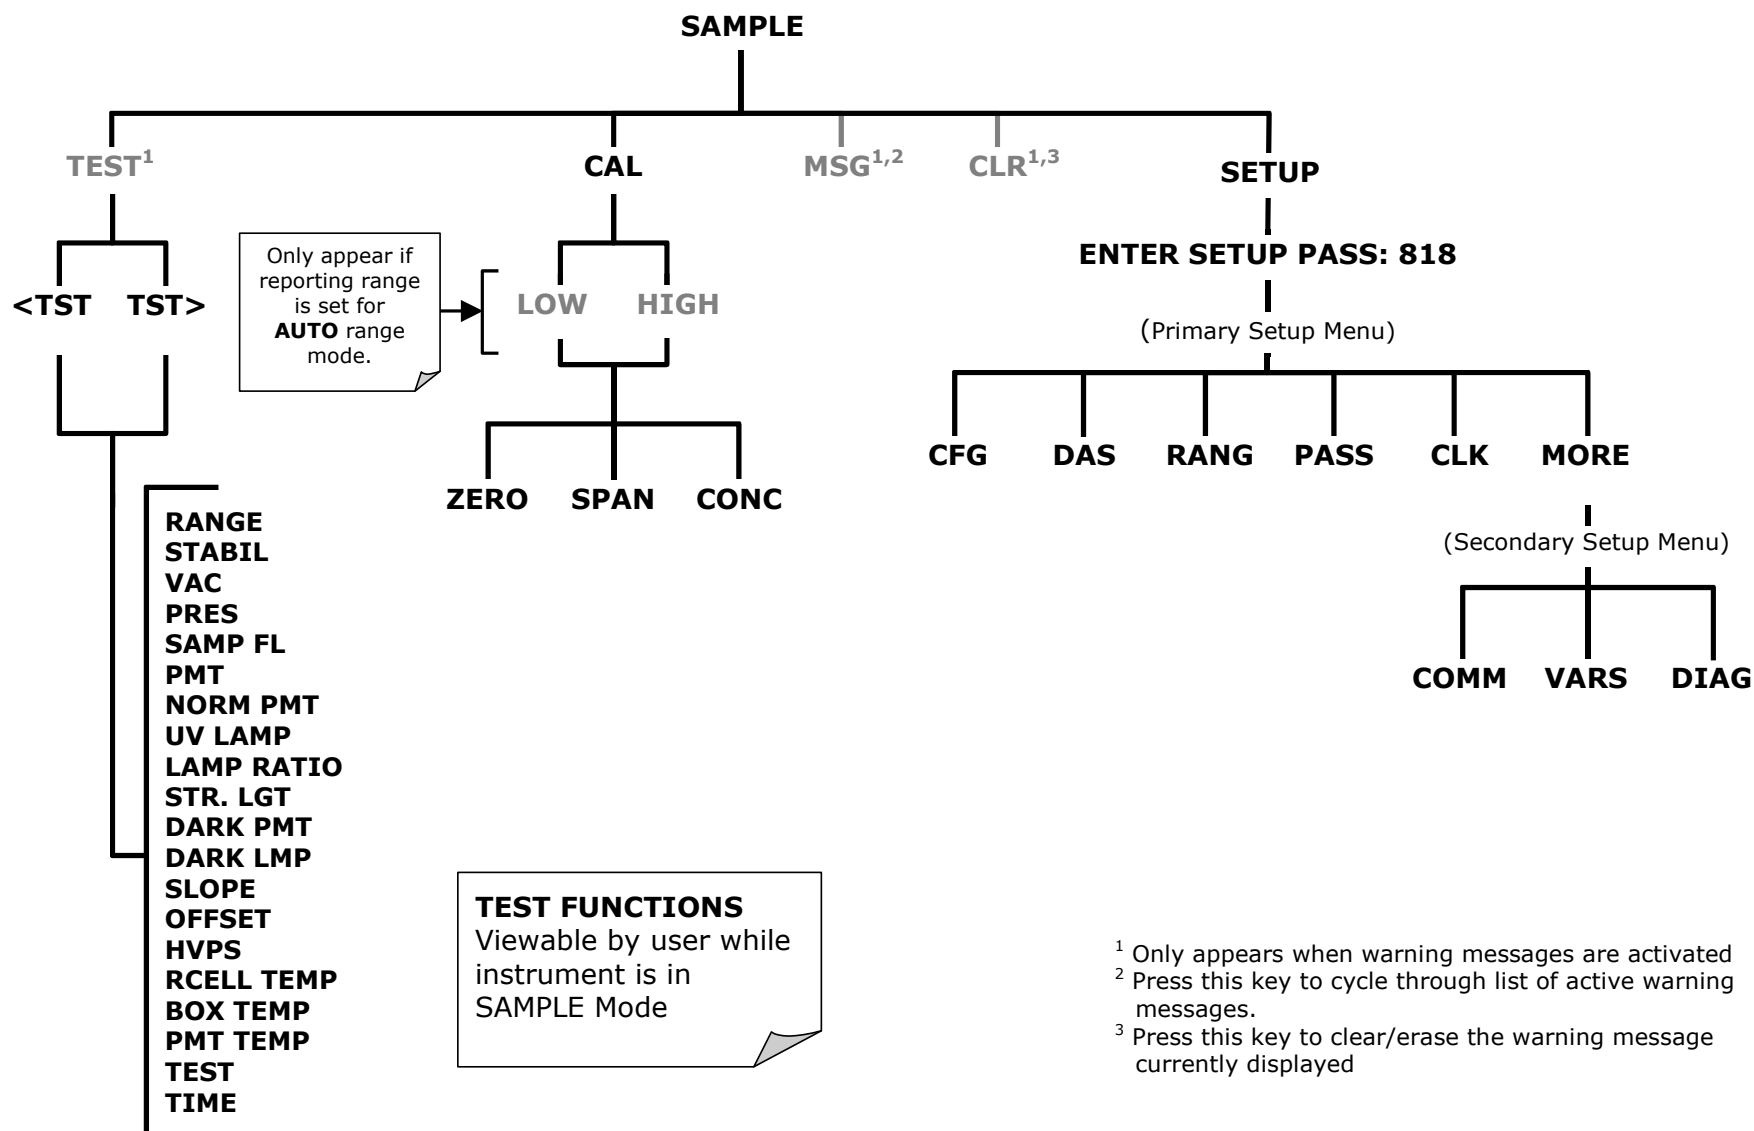 SAMPLE
TEST1
CAL
MSG1,2
CLR1,3
SETUP
<TST TST>
Only appear if
reporting range
is set for
AUTO range
mode.
LOW HIGH
ZERO SPAN CONC
ENTER SETUP PASS: 818
(Primary Setup Menu)
CFG DAS RANG PASS CLK MORE
(Secondary Setup Menu)
COMM VARS DIAG
RANGE
STABIL
VAC
PRES
SAMP FL
PMT
NORM PMT
UV LAMP
LAMP RATIO
STR. LGT
DARK PMT
DARK LMP
SLOPE
OFFSET
HVPS
RCELL TEMP
BOX TEMP
PMT TEMP
TEST
TIME
TEST FUNCTIONS
Viewable by user while
instrument is in
SAMPLE Mode
1 Only appears when warning messages are activated
2 Press this key to cycle through list of active warning
messages.
3 Press this key to clear/erase the warning message
currently displayed